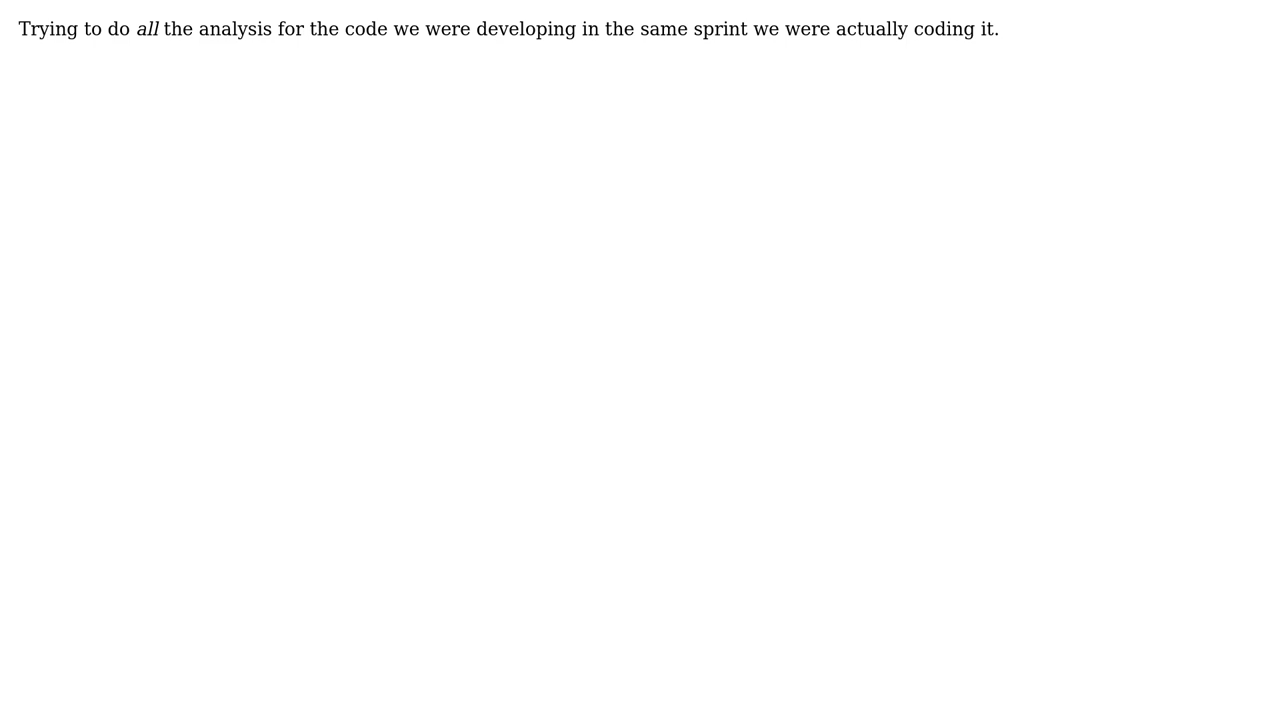 Trying to do all the analysis for the code we were developing in the same sprint we were actually coding it.